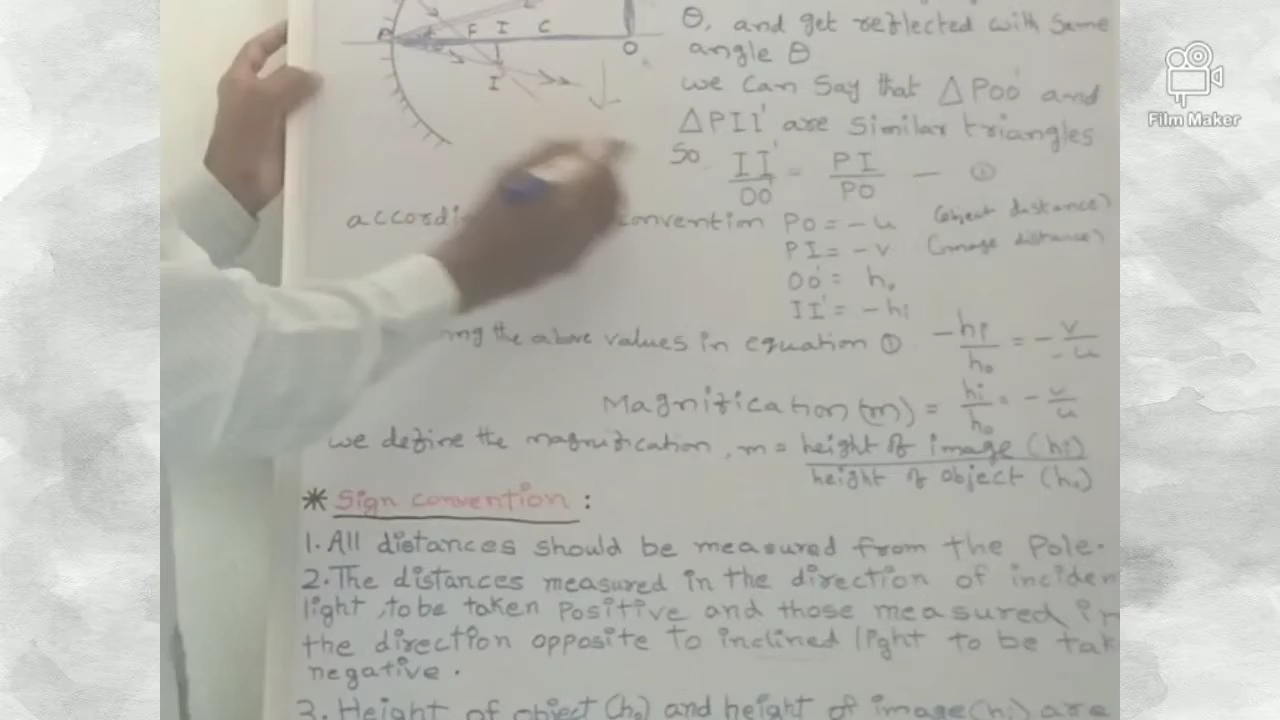 P F I C
O
I'
θ, and get reflected with same
angle θ
we can say that △POO' and
△PII' are similar triangles
So II'/OO' = PI/PO — ①
convention PO = -u (object distance)
PI = -v (image distance)
OO' = h₀
II' = -hi
the above values in equation ① -hi/h₀ = -v/-u
Magnification (m) = hi/h₀ = -v/u
we define the magnification, m = height of image (hi)/height of object (h₀)
* Sign convention :
1. All distances should be measured from the Pole.
2. The distances measured in the direction of inciden
light, to be taken positive and those measured in
the direction opposite to inclined light to be tak
negative.
3. Height of object (h₀) and height of image (hi) are
Film Maker